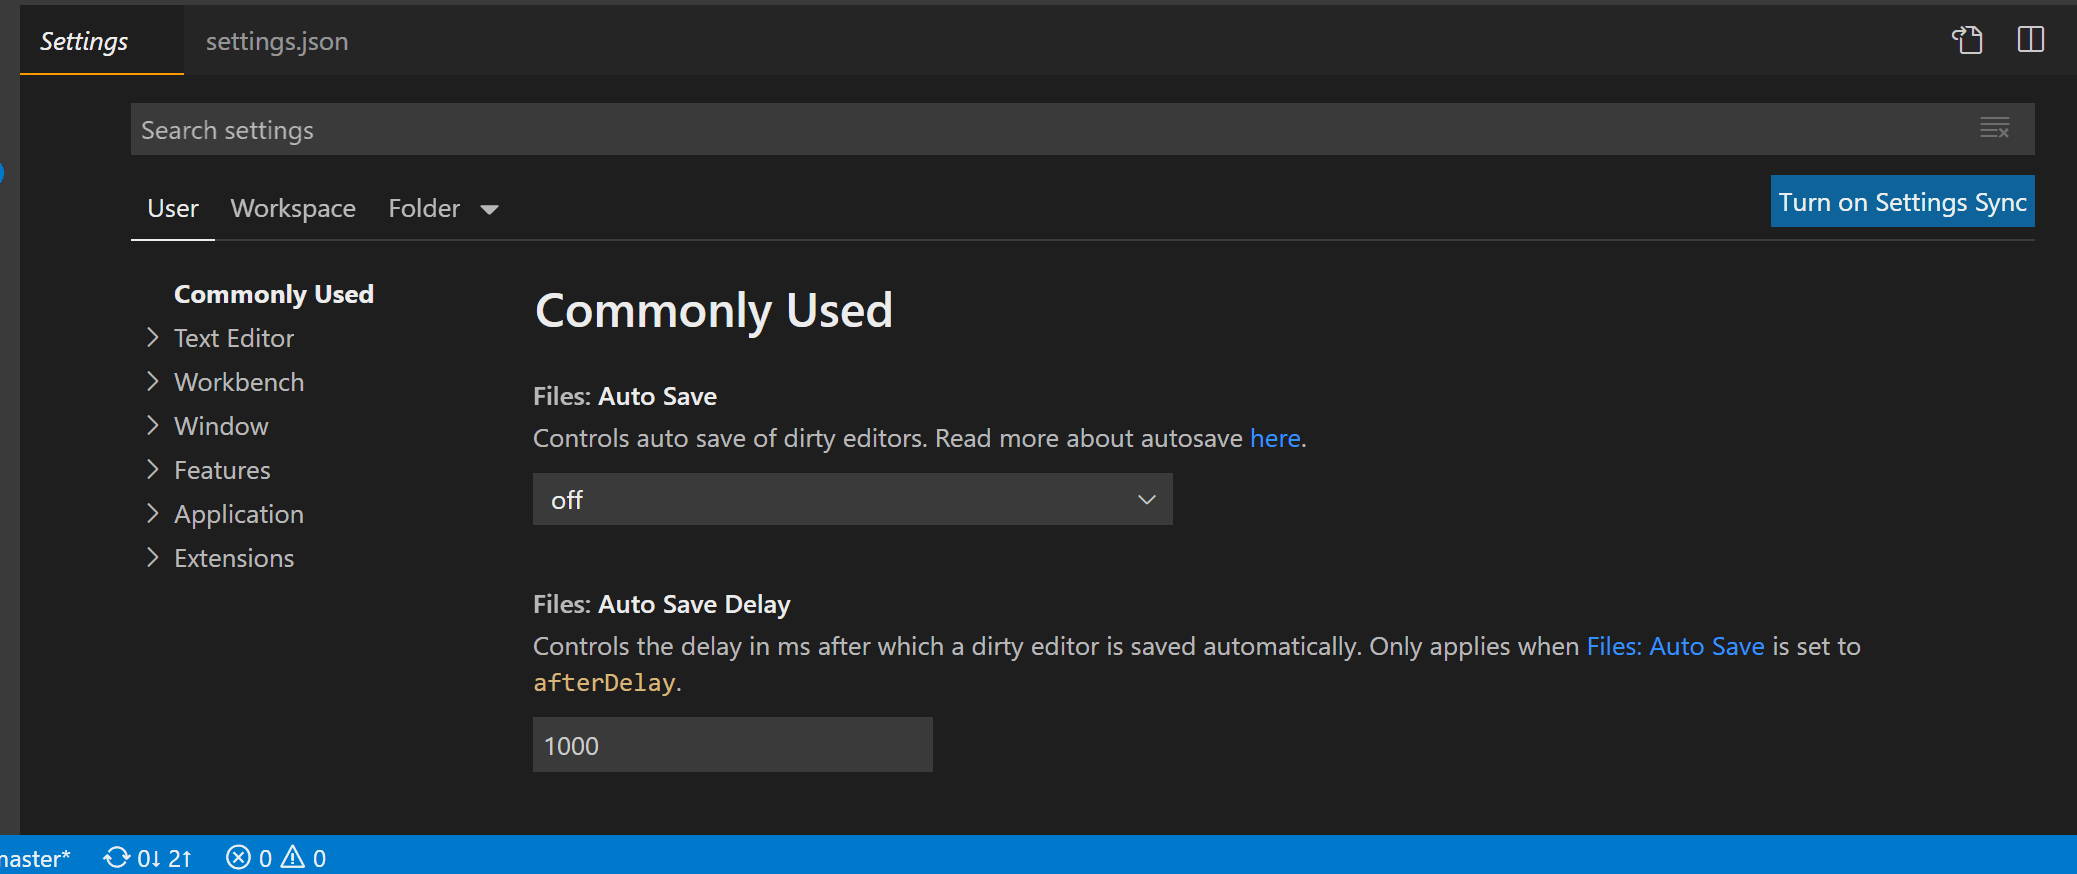 Settings settings.json
Search settings
User Workspace Folder
Turn on Settings Sync
Commonly Used
Text Editor
Workbench
Window
Features
Application
Extensions
Commonly Used
Files: Auto Save
Controls auto save of dirty editors. Read more about autosave here.
off
Files: Auto Save Delay
Controls the delay in ms after which a dirty editor is saved automatically. Only applies when Files: Auto Save is set to
afterDelay.
1000
master* 0↓ 2↑ 0 0